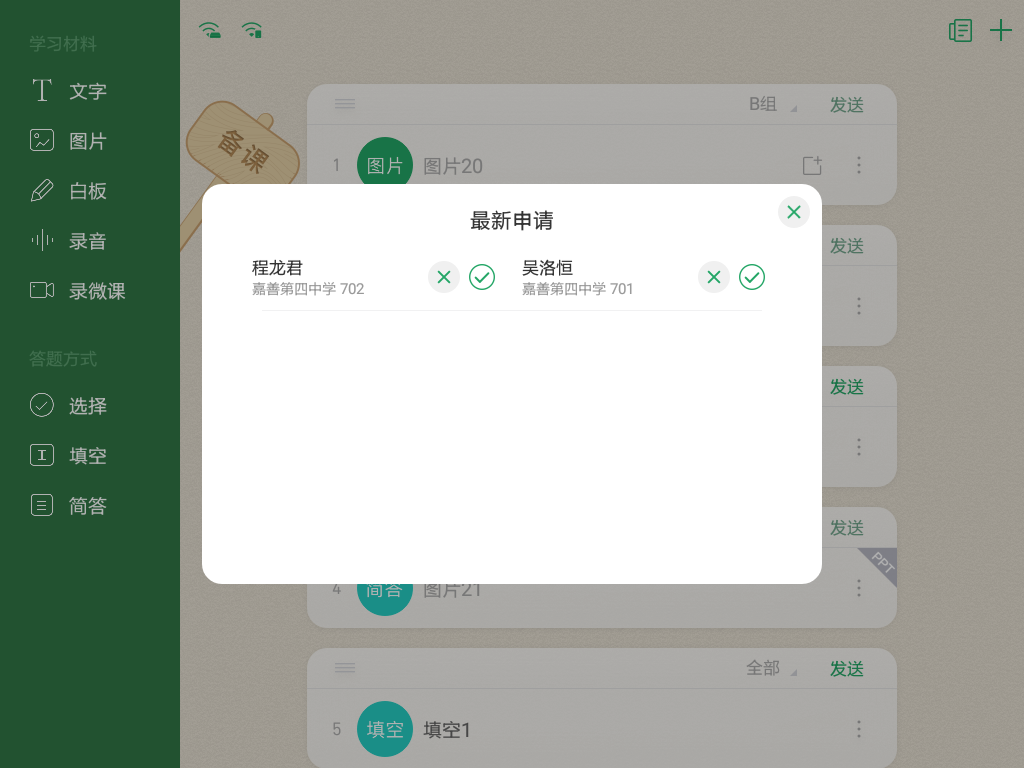 学习材料
文字
图片
白板
录音
录微课
答题方式
选择
填空
简答
备课
B组
发送
1
图片
图片20
发送
发送
发送
PPT
4
简答
图片21
全部
发送
5
填空
填空1
最新申请
程龙君
嘉善第四中学 702
吴洛恒
嘉善第四中学 701